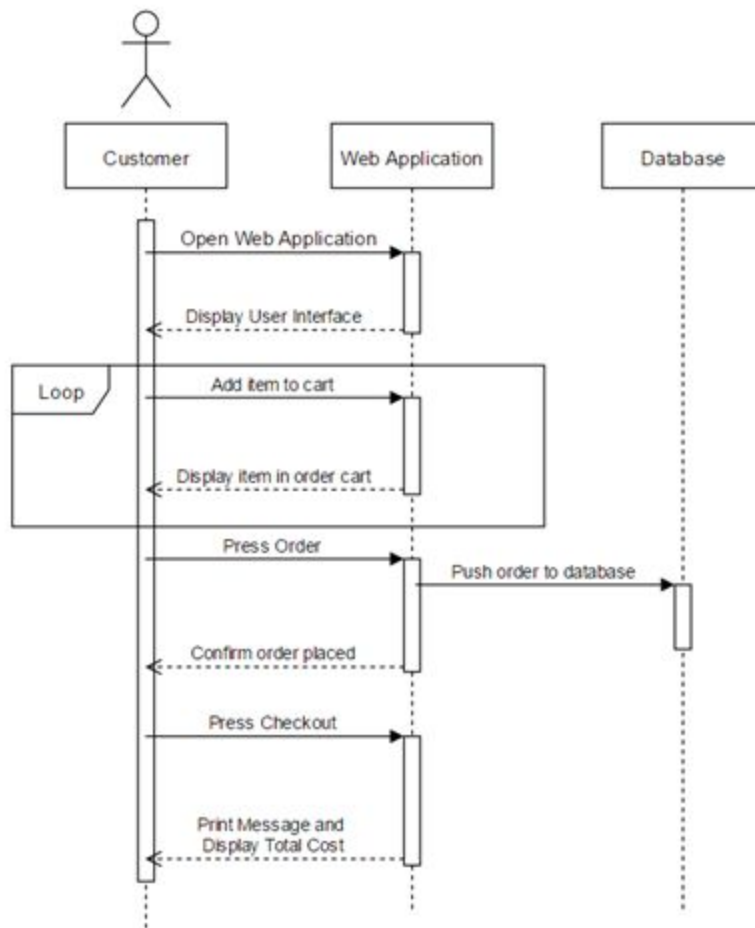 Customer
Web Application
Database
Open Web Application
Display User Interface
Loop
Add item to cart
Display item in order cart
Press Order
Push order to database
Confirm order placed
Press Checkout
Print Message and
Display Total Cost